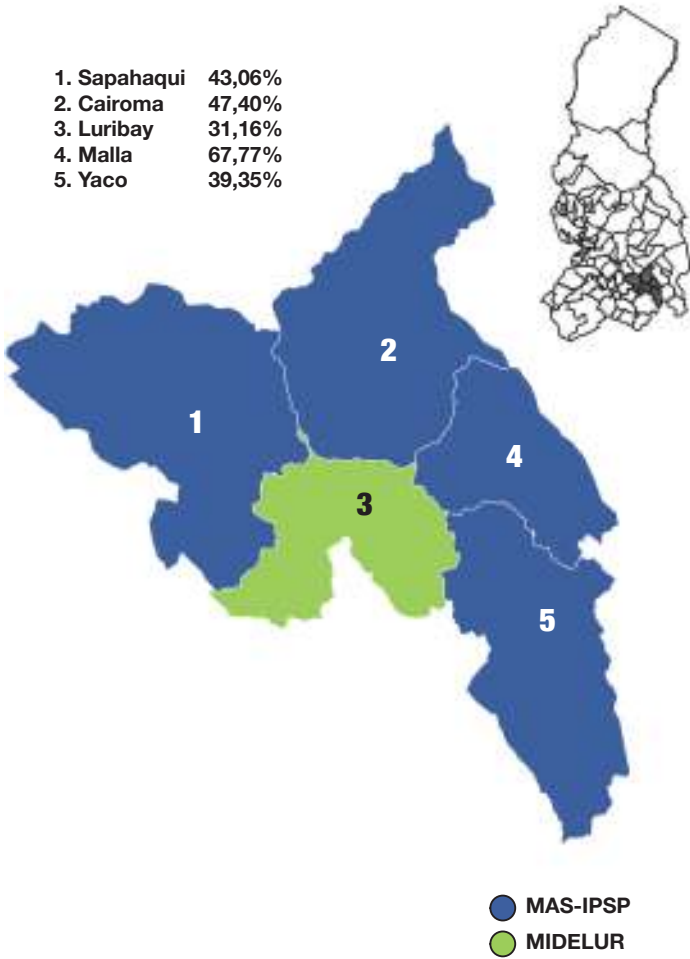 1. Sapahaqui 43,06%
2. Cairoma 47,40%
3. Luribay 31,16%
4. Malla 67,77%
5. Yaco 39,35%
2
1
4
3
5
MAS-IPSP
MIDELUR